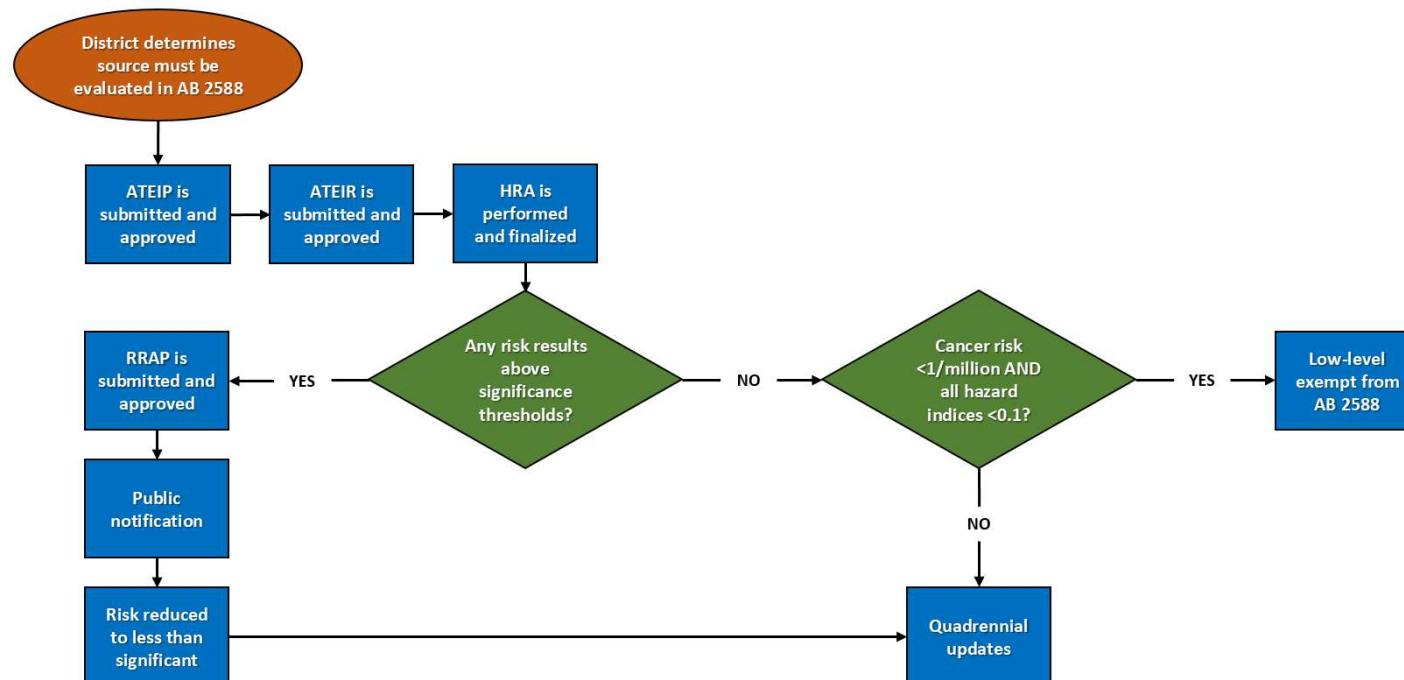 District determines
source must be
evaluated in AB 2588
ATEIP is
submitted and
approved
ATEIR is
submitted and
approved
HRA is
performed
and finalized
Any risk results
above
significance
thresholds?
YES
NO
RRAP is
submitted and
approved
Public
notification
Risk reduced
to less than
significant
Cancer risk
<1/million AND
all hazard
indices <0.1?
YES
NO
Low-level
exempt from
AB 2588
Quadrennial
updates